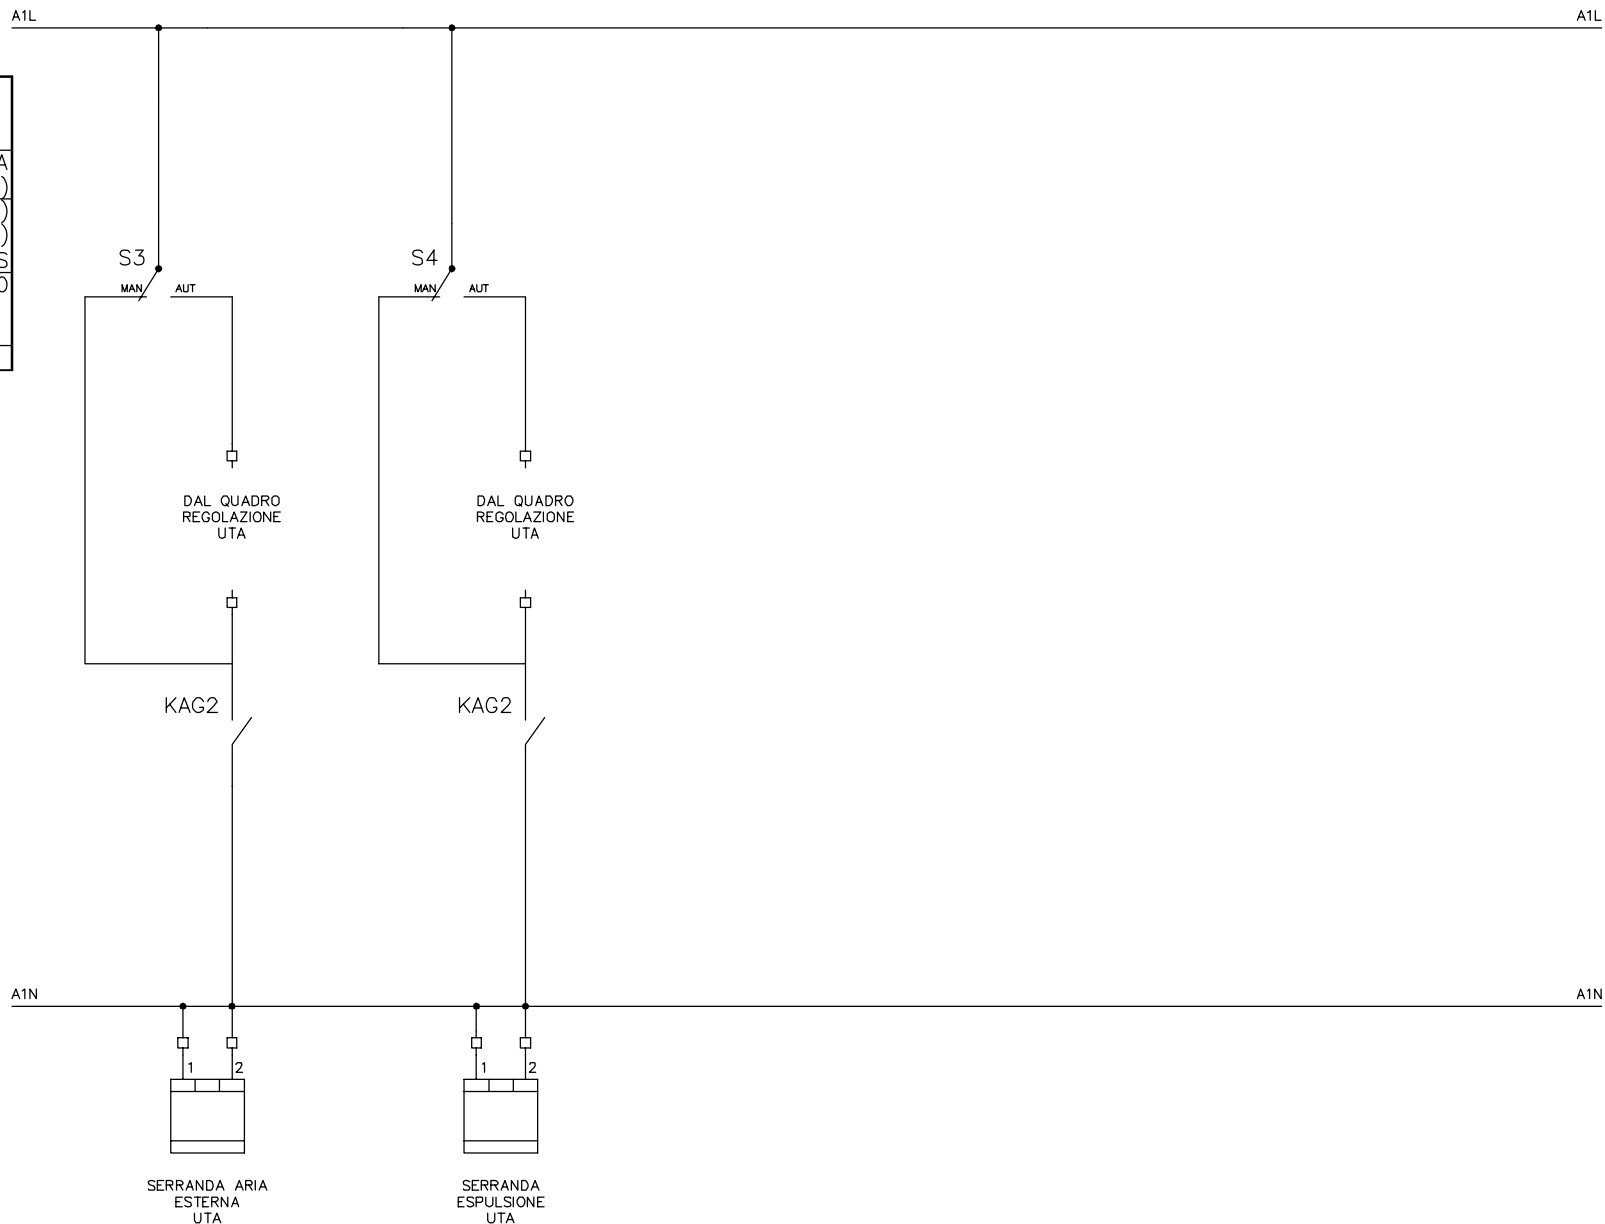 A1L A1L
A
S
S3 S4
MAN AUT MAN AUT
DAL QUADRO
REGOLAZIONE
UTA
DAL QUADRO
REGOLAZIONE
UTA
KAG2 KAG2
A1N A1N
1 2 1 2
SERRANDA ARIA
ESTERNA
UTA
SERRANDA
ESPULSIONE
UTA